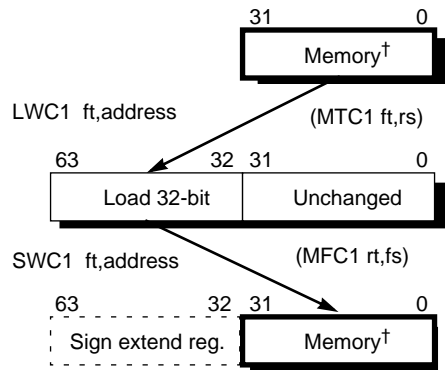 31 0
Memory†
LWC1 ft,address
(MTC1 ft,rs)
63 32 31 0
Load 32-bit Unchanged
SWC1 ft,address
(MFC1 rt,fs)
63 32 31 0
Sign extend reg. Memory†